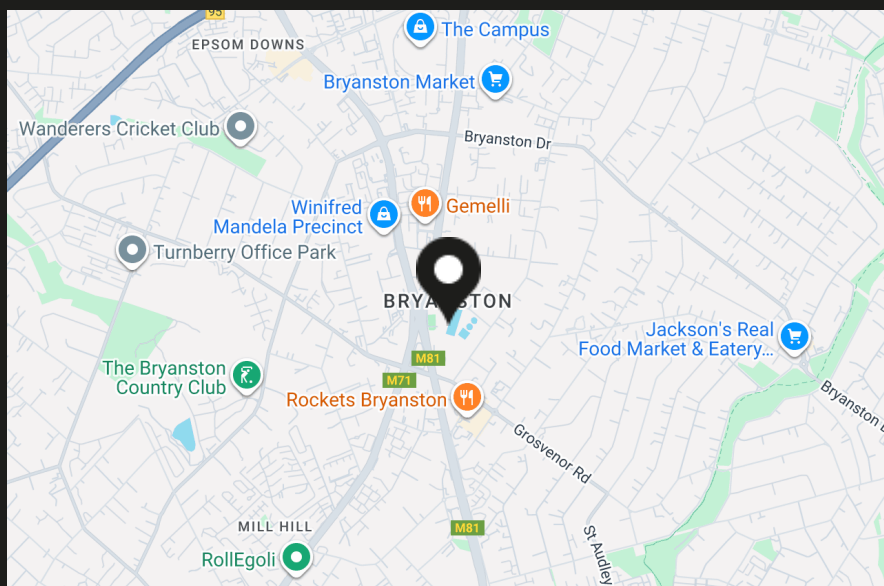 95
The Campus
EPSOM DOWNS
Bryanston Market
Wanderers Cricket Club
Bryanston Dr
Winifred
Mandela Precinct
Gemelli
Turnberry Office Park
Jackson's Real
Food Market & Eatery...
M81
The Bryanston
Country Club
M71
Rockets Bryanston
Bryanston
Grosvenor Rd
MILL HILL
M81
St Audley
RollEgoli